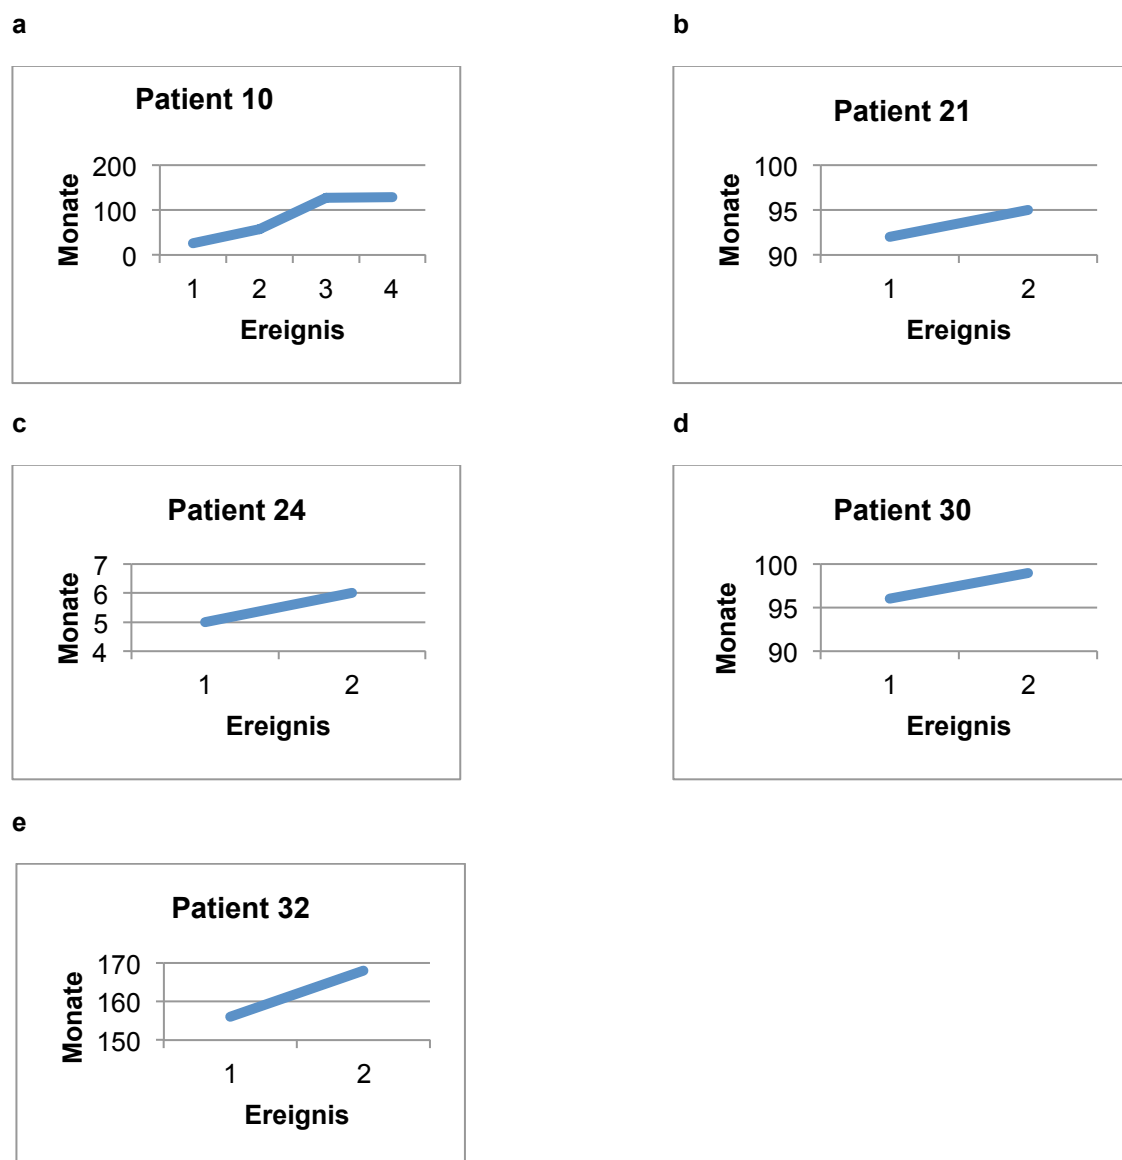 a
Patient 10
Monate
200
100
0
1 2 3 4
Ereignis
b
Patient 21
Monate
100
95
90
1 2
Ereignis
c
Patient 24
Monate
7
6
5
4
1 2
Ereignis
d
Patient 30
Monate
100
95
90
1 2
Ereignis
e
Patient 32
Monate
170
160
150
1 2
Ereignis